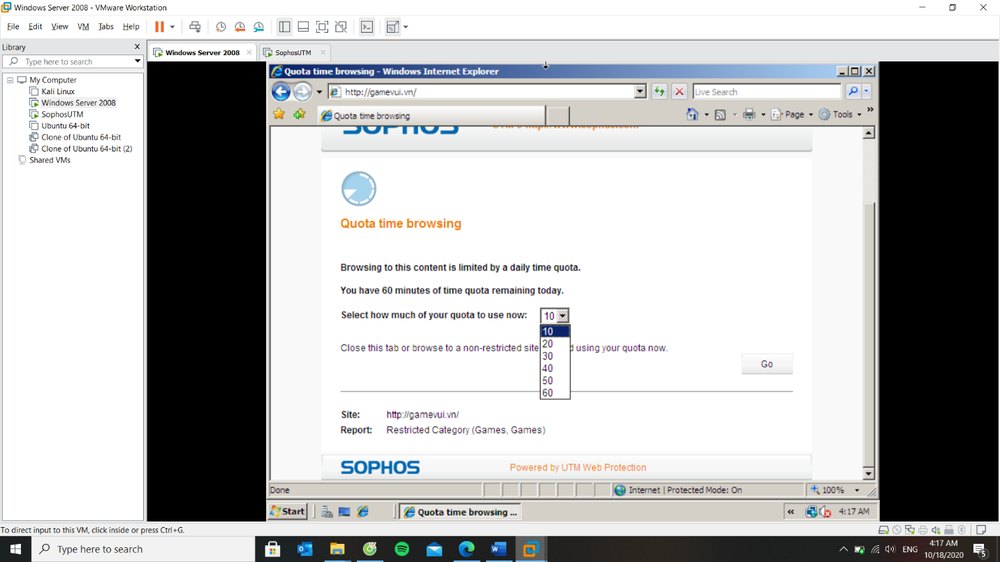 Windows Server 2008 - VMware Workstation
File Edit View VM Tabs Help
Library
Type here to search
My Computer
Kali Linux
Windows Server 2008
SophosUTM
Ubuntu 64-bit
Clone of Ubuntu 64-bit
Clone of Ubuntu 64-bit (2)
Shared VMs
Windows Server 2008
SophosUTM
Quota time browsing - Windows Internet Explorer
http://gamevui.vn/
Live Search
Quota time browsing
Page
Tools
SOPHOS
http://www.sophos.com
Quota time browsing
Browsing to this content is limited by a daily time quota.
You have 60 minutes of time quota remaining today.
Select how much of your quota to use now: 10
10
20
30
40
50
60
Close this tab or browse to a non-restricted site using your quota now.
Go
Site: http://gamevui.vn/
Report: Restricted Category (Games, Games)
SOPHOS
Powered by UTM Web Protection
Done
Internet | Protected Mode: On
100%
Start
Quota time browsing ...
4:17 AM
To direct input to this VM, click inside or press Ctrl+G.
Type here to search
ENG
4:17 AM
10/18/2020
5